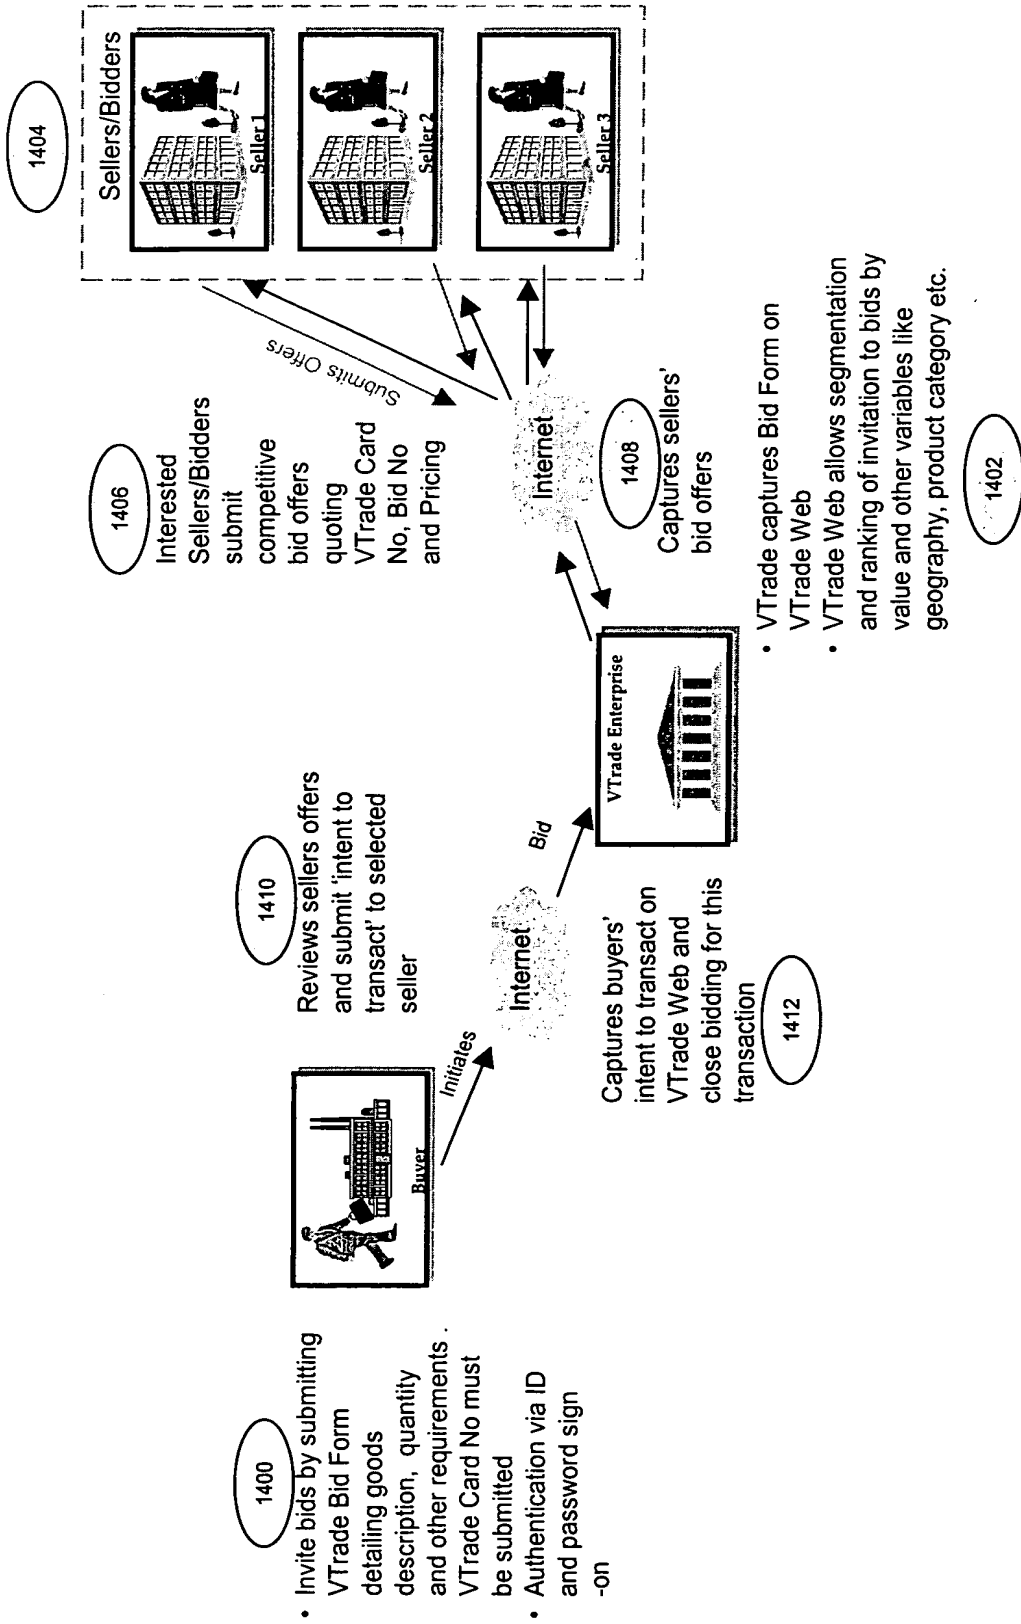 1400
• Invite bids by submitting
VTrade Bid Form
detailing goods
description, quantity
and other requirements .
VTrade Card No must
be submitted
• Authentication via ID
and password sign
-on
Buyer
Initiates
Internet
Bid
1410
Reviews sellers offers
and submit 'intent to
transact' to selected
seller
Captures buyers'
intent to transact on
VTrade Web and
close bidding for this
transaction
1412
VTrade Enterprise
1406
Interested
Sellers/Bidders
submit
competitive
bid offers
quoting
VTrade Card
No, Bid No
and Pricing
Submits Offers
Internet
1408
Captures sellers'
bid offers
• VTrade captures Bid Form on
VTrade Web
• VTrade Web allows segmentation
and ranking of invitation to bids by
value and other variables like
geography, product category etc.
1402
1404
Sellers/Bidders
Seller 1
Seller 2
Seller 3